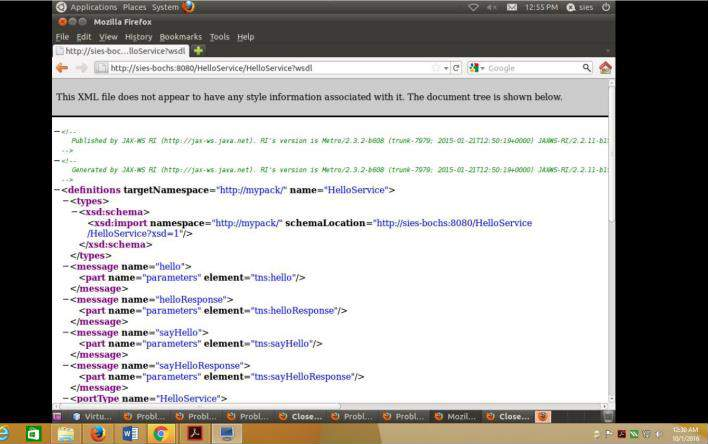 Applications Places System 12:55 PM sies
Mozilla Firefox
File Edit View History Bookmarks Tools Help
http://sies-boc...lloService?wsdl
http://sies-bochs:8080/HelloService/HelloService?wsdl Google
This XML file does not appear to have any style information associated with it. The document tree is shown below.
−<!--
Published by JAX-WS RI (http://jax-ws.java.net). RI's version is Metro/2.3.2-b608 (trunk-7979; 2015-01-21T12:50:19+0000) JAXWS-RI/2.2.11-b1
-->
−<!--
Generated by JAX-WS RI (http://jax-ws.java.net). RI's version is Metro/2.3.2-b608 (trunk-7979; 2015-01-21T12:50:19+0000) JAXWS-RI/2.2.11-b1
-->
−<definitions targetNamespace="http://mypack/" name="HelloService">
−<types>
−<xsd:schema>
<xsd:import namespace="http://mypack/" schemaLocation="http://sies-bochs:8080/HelloService
/HelloService?xsd=1"/>
</xsd:schema>
</types>
−<message name="hello">
<part name="parameters" element="tns:hello"/>
</message>
−<message name="helloResponse">
<part name="parameters" element="tns:helloResponse"/>
</message>
−<message name="sayHello">
<part name="parameters" element="tns:sayHello"/>
</message>
−<message name="sayHelloResponse">
<part name="parameters" element="tns:sayHelloResponse"/>
</message>
−<portType name="HelloService">
Virtu... Probl... Probl... Probl... Close... Probl... Probl... Mozil... Close...
12:30 AM
10/1/2016